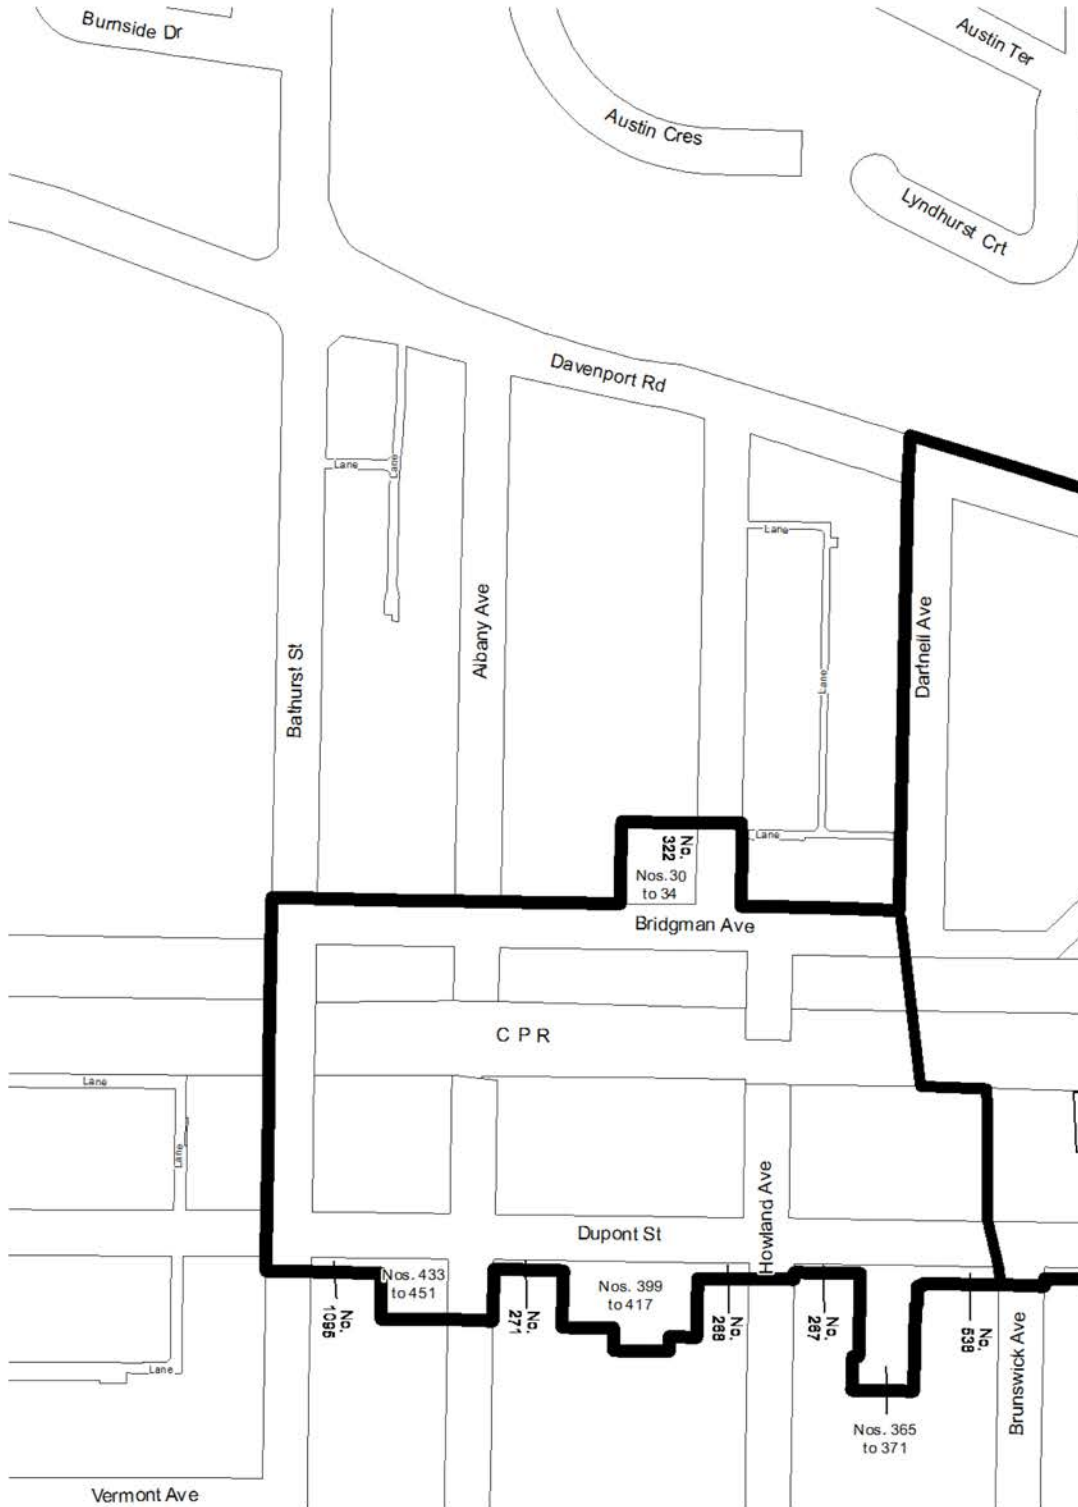 Burnside Dr
Austin Ter
Austin Cres
Lyndhurst Crt
Davenport Rd
Lane
Lane
Lane
Dartnell Ave
Albany Ave
Bathurst St
Lane
Lane
No.
322
Nos. 30
to 34
Bridgman Ave
C P R
Lane
Lane
Howland Ave
Dupont St
Nos. 433
to 451
Nos. 399
to 417
No.
1095
No.
271
No.
268
No.
267
No.
538
Lane
Brunswick Ave
Nos. 365
to 371
Vermont Ave